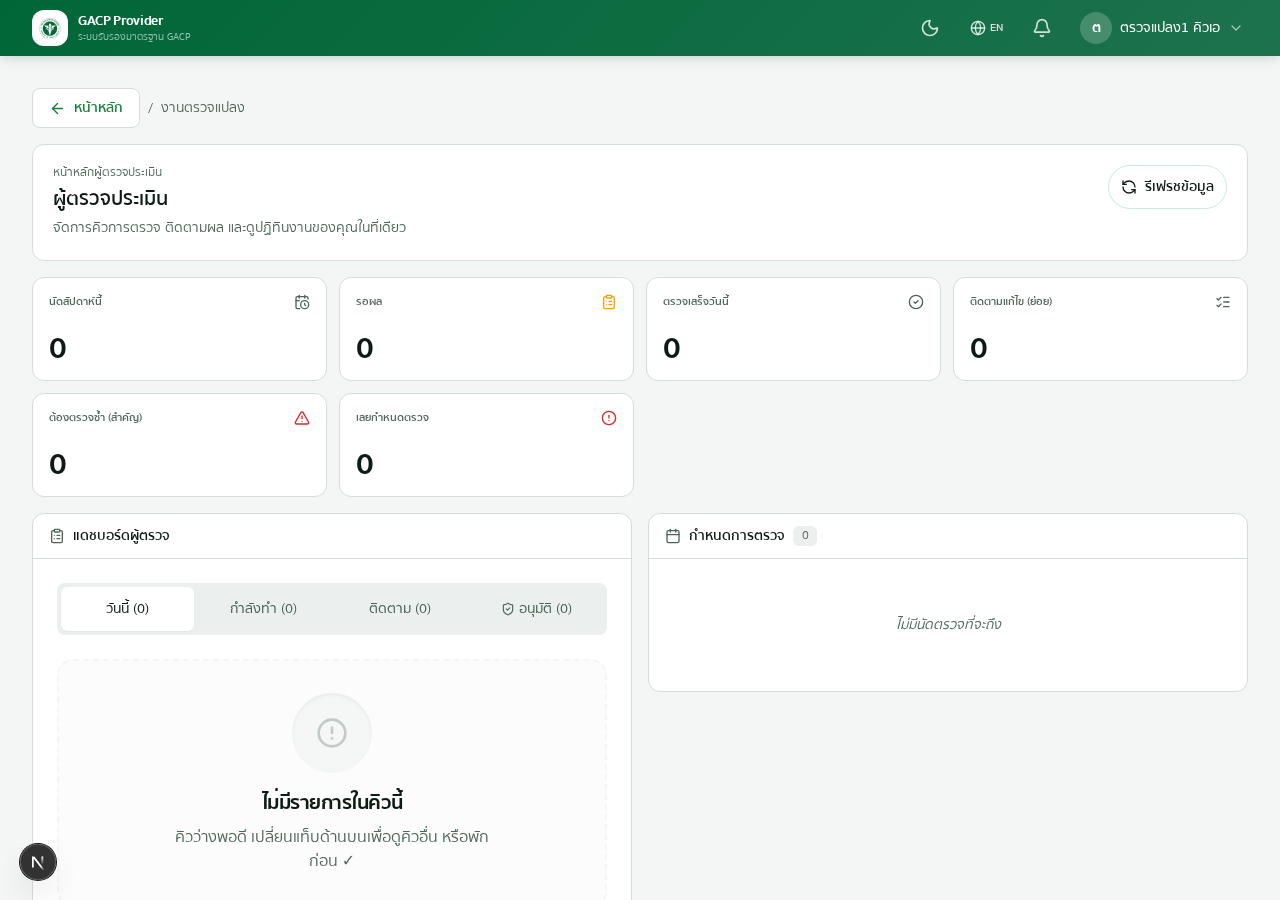 GACP Provider
ระบบรับรองมาตรฐาน GACP
EN
ต
ตรวจแปลง1 คิวเอ
หน้าหลัก
/
งานตรวจแปลง
หน้าหลักผู้ตรวจประเมิน
ผู้ตรวจประเมิน
จัดการคิวการตรวจ ติดตามผล และดูปฏิทินงานของคุณในที่เดียว
รีเฟรชข้อมูล
นัดสัปดาห์นี้
0
รอผล
0
ตรวจเสร็จวันนี้
0
ติดตามแก้ไข (ย่อย)
0
ต้องตรวจซ้ำ (สำคัญ)
0
เลยกำหนดตรวจ
0
แดชบอร์ดผู้ตรวจ
วันนี้ (0)
กำลังทำ (0)
ติดตาม (0)
อนุมัติ (0)
ไม่มีรายการในคิวนี้
คิวว่างพอดี เปลี่ยนแท็บด้านบนเพื่อดูคิวอื่น หรือพัก
ก่อน ✓
กำหนดการตรวจ
0
ไม่มีนัดตรวจที่จะถึง
N